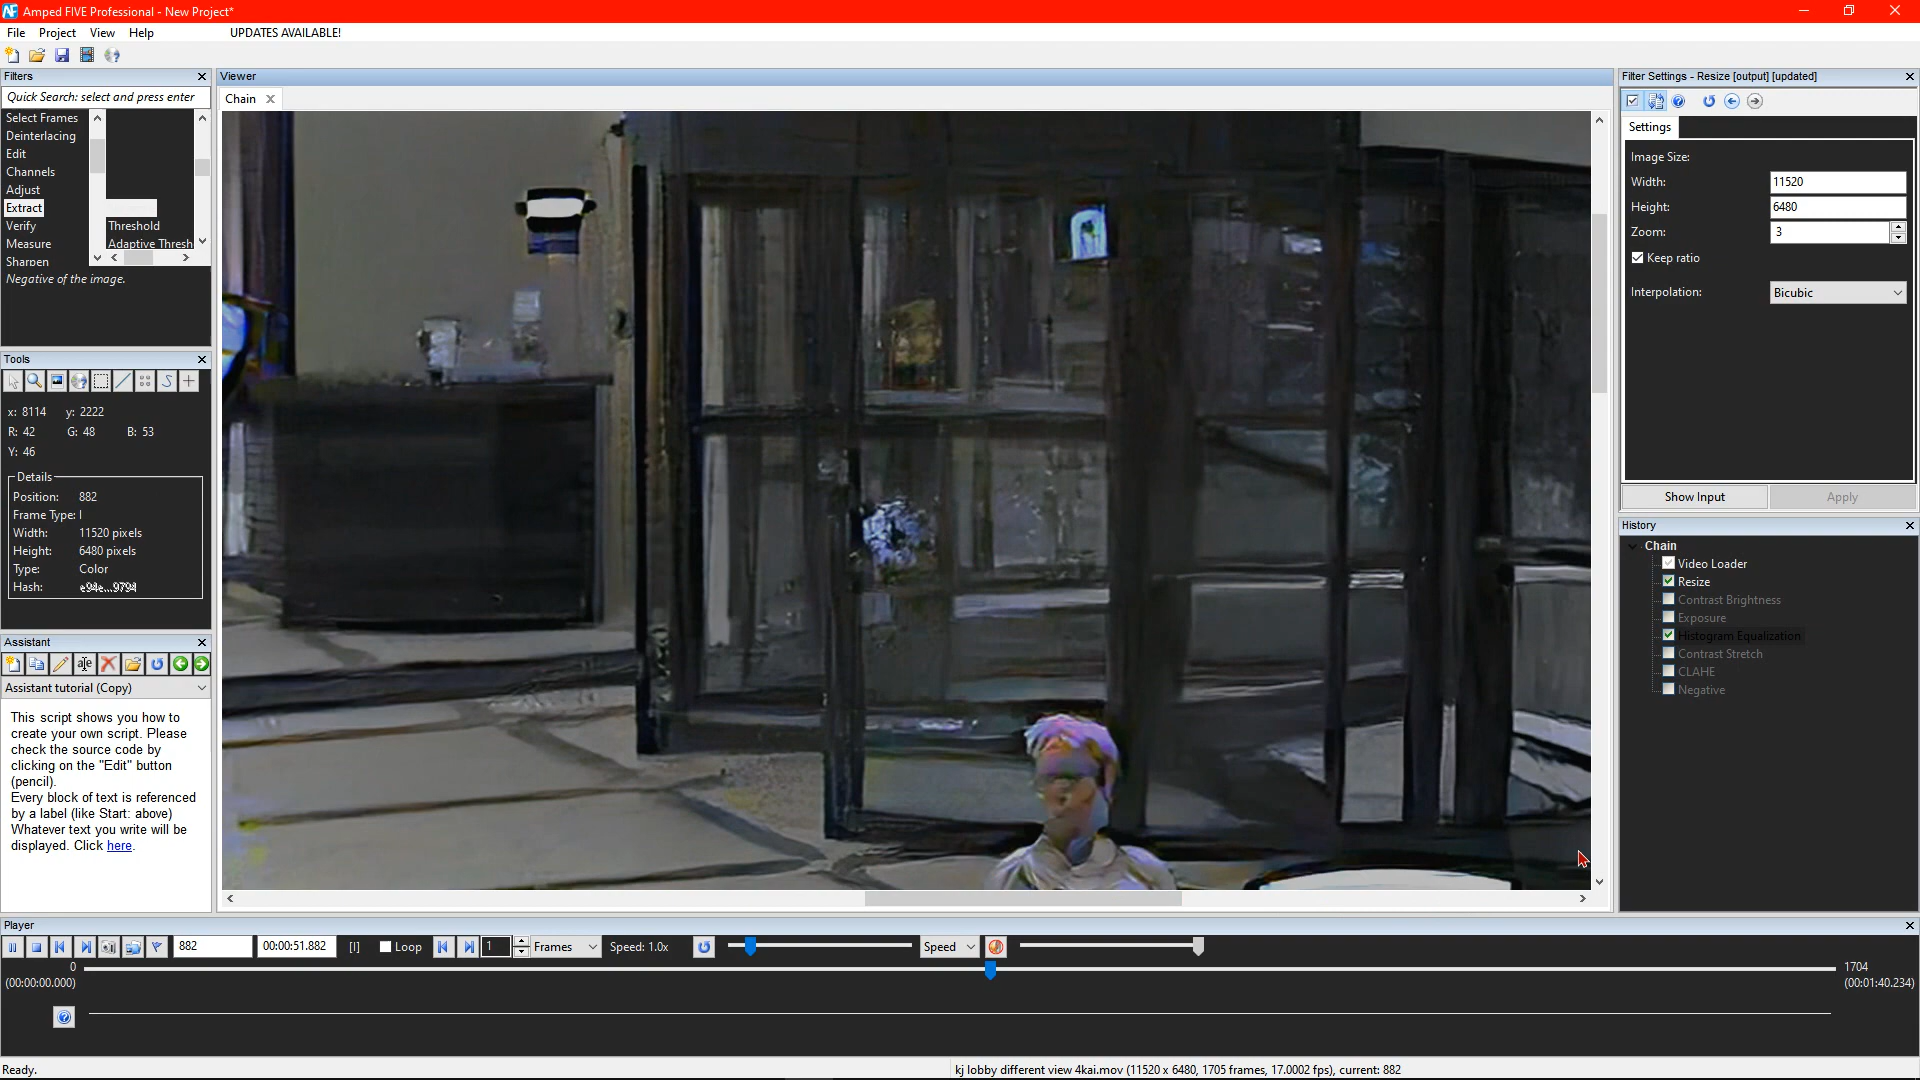 Amped FIVE Professional - New Project*
File Project View Help UPDATES AVAILABLE!
Filters
Quick Search: select and press enter
Select Frames
Deinterlacing
Edit
Channels
Adjust
Extract
Verify
Threshold
Measure
Adaptive Thresh
Sharpen
Negative of the image.
Tools
x: 8114 y: 2222
R: 42 G: 48 B: 53
Y: 46
Details
Position: 882
Frame Type: I
Width: 11520 pixels
Height: 6480 pixels
Type: Color
Hash: e94e...9794
Assistant
Assistant tutorial (Copy)
This script shows you how to
create your own script. Please
check the source code by
clicking on the "Edit" button
(pencil).
Every block of text is referenced
by a label (like Start: above)
Whatever text you write will be
displayed. Click here.
Viewer
Chain
Filter Settings - Resize [output] [updated]
Settings
Image Size:
Width: 11520
Height: 6480
Zoom: 3
Keep ratio
Interpolation: Bicubic
Show Input Apply
History
Chain
Video Loader
Resize
Contrast Brightness
Exposure
Histogram Equalization
Contrast Stretch
CLAHE
Negative
Player
882 00:00:51.882 [I] Loop 1 Frames Speed: 1.0x Speed
0 1704
(00:00:00.000) (00:01:40.234)
Ready. kj lobby different view 4kai.mov (11520 x 6480, 1705 frames, 17.0002 fps), current: 882